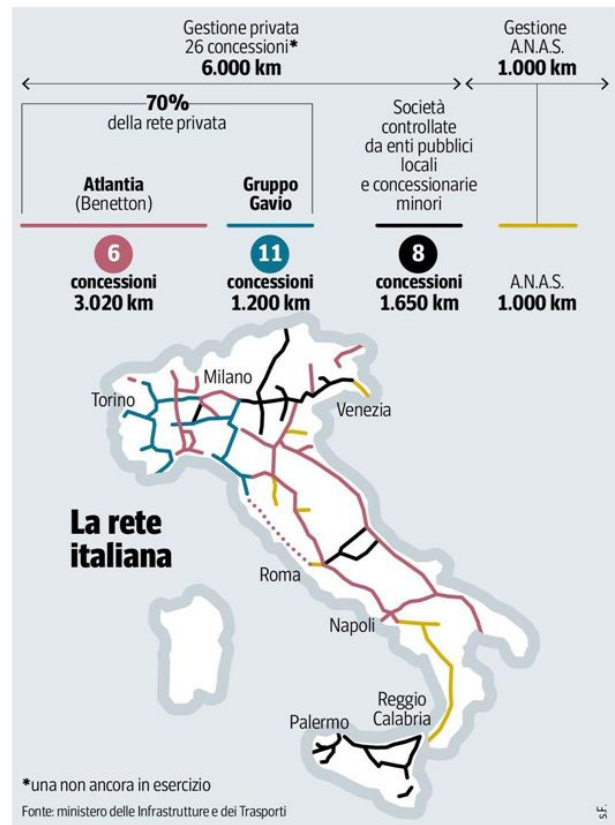 Gestione privata
26 concessioni*
6.000 km
Gestione
A.N.A.S.
1.000 km
70%
della rete privata
Società
controllate
da enti pubblici
locali
e concessionarie
minori
Atlantia
(Benetton)
Gruppo
Gavio
6
concessioni
3.020 km
11
concessioni
1.200 km
8
concessioni
1.650 km
A.N.A.S.
1.000 km
Milano
Torino
Venezia
La rete
italiana
Roma
Napoli
Reggio
Calabria
Palermo
*una non ancora in esercizio
Fonte: ministero delle Infrastrutture e dei Trasporti
s.F.